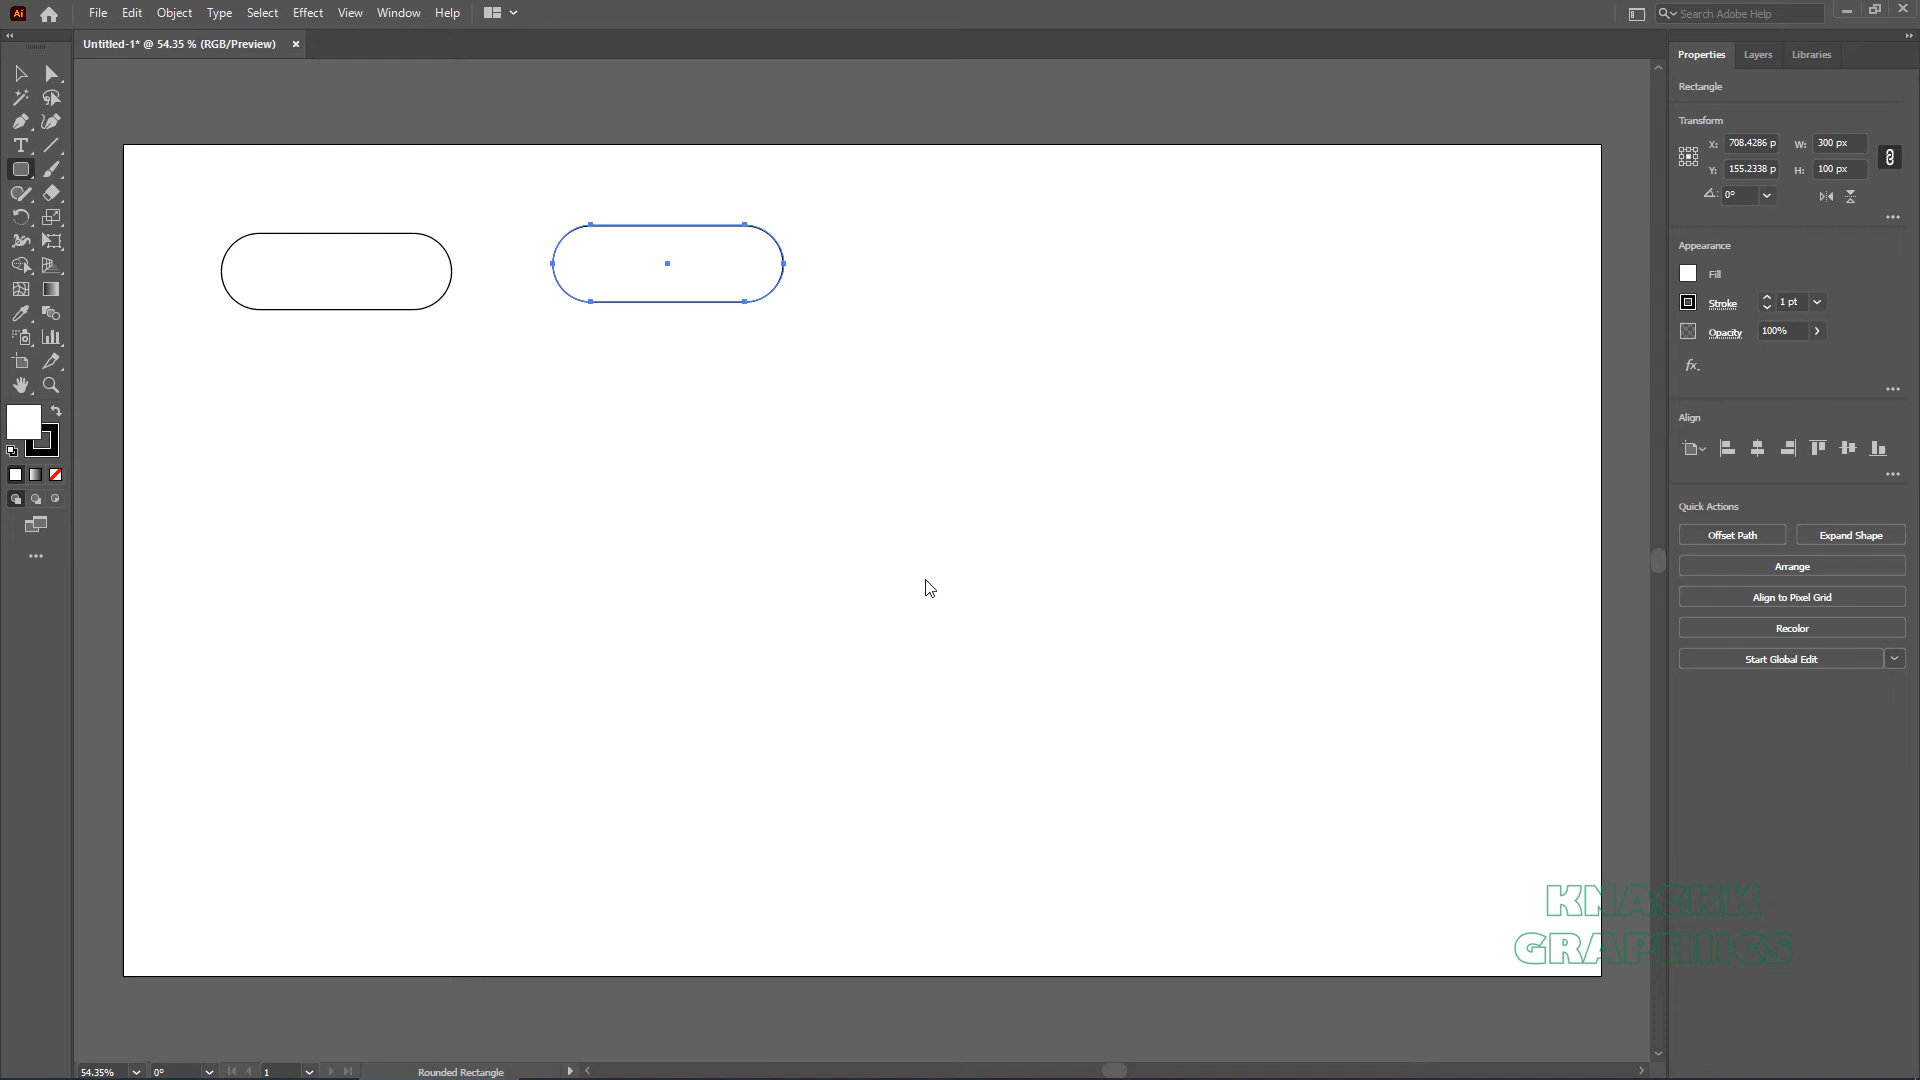 Ai File Edit Object Type Select Effect View Window Help Search Adobe Help
Untitled-1* @ 54.35 % (RGB/Preview) ×
Properties Layers Libraries
Rectangle
Transform
X: 708.4286 p W: 300 px
Y: 155.2338 p H: 100 px
0°
Appearance
Fill
Stroke 1 pt
Opacity 100%
fx.
Align
Quick Actions
Offset Path Expand Shape
Arrange
Align to Pixel Grid
Recolor
Start Global Edit
KNACKK
GRAPHIICS
54.35% 0° 1 Rounded Rectangle